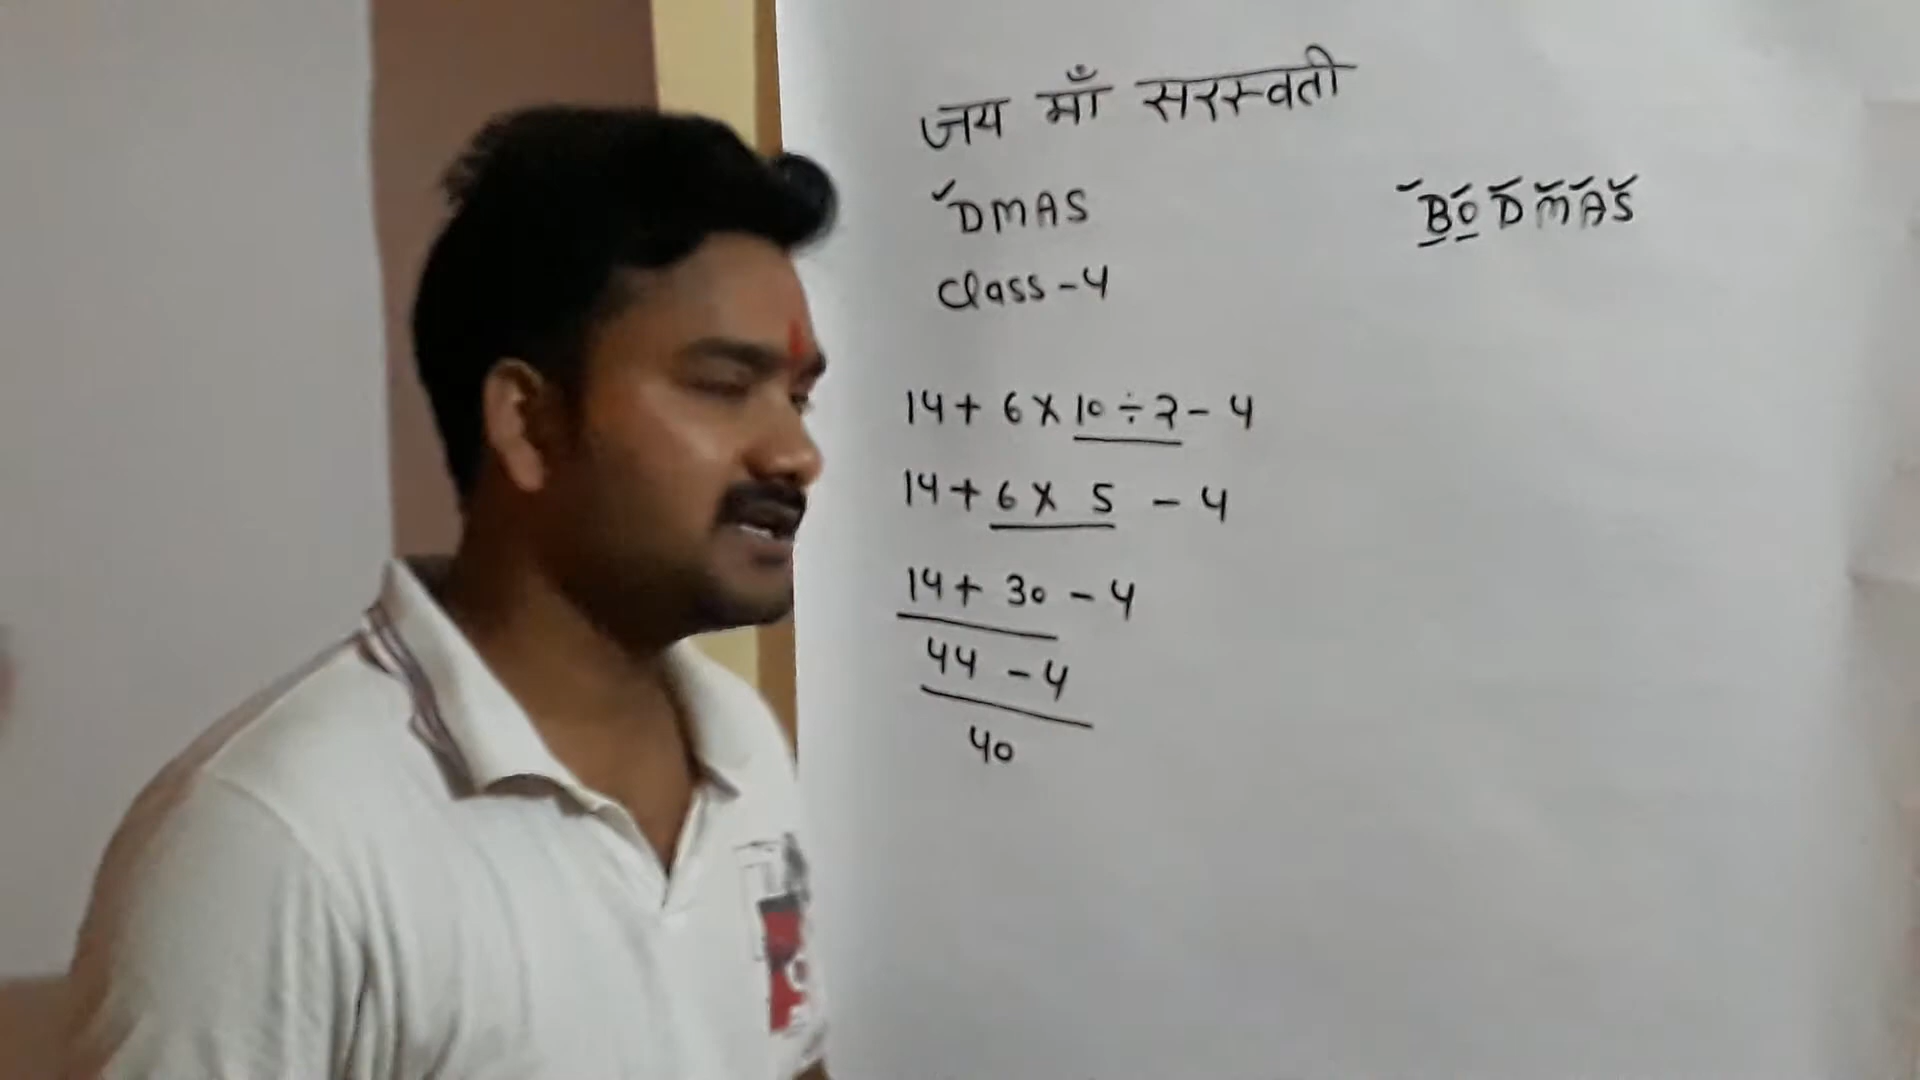 जय माँ सरस्वती
DMAS
BODMAS
Class-4
14 + 6 × 10 ÷ 2 - 4
14 + 6 × 5 - 4
14 + 30 - 4
44 - 4
40